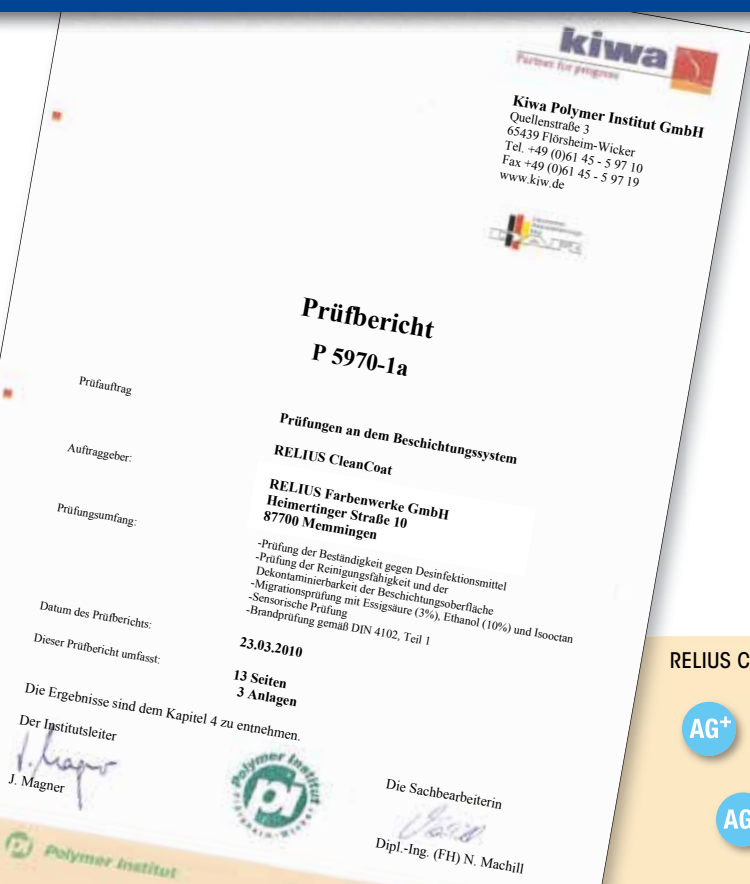 kiwa
Partner for progress
Kiwa Polymer Institut GmbH
Quellenstraße 3
65439 Flörsheim-Wicker
Tel. +49 (0)61 45 - 5 97 10
Fax +49 (0)61 45 - 5 97 19
www.kiw.de
Prüfbericht
P 5970-1a
Prüfauftrag
Prüfungen an dem Beschichtungssystem
RELIUS CleanCoat
Auftraggeber:
RELIUS Farbenwerke GmbH
Heimertinger Straße 10
87700 Memmingen
Prüfungsumfang:
-Prüfung der Beständigkeit gegen Desinfektionsmittel
-Prüfung der Reinigungsfähigkeit und der
Dekontaminierbarkeit der Beschichtungsoberfläche
-Migrationsprüfung mit Essigsäure (3%), Ethanol (10%) und Isooctan
-Sensorische Prüfung
-Brandprüfung gemäß DIN 4102, Teil 1
Datum des Prüfberichts:
23.03.2010
Dieser Prüfbericht umfasst:
13 Seiten
3 Anlagen
Die Ergebnisse sind dem Kapitel 4 zu entnehmen.
Der Institutsleiter
J. Magner
Polymer Institut
pi
Die Sachbearbeiterin
Dipl.-Ing. (FH) N. Machill
pi Polymer Institut
RELIUS C
AG+
AG